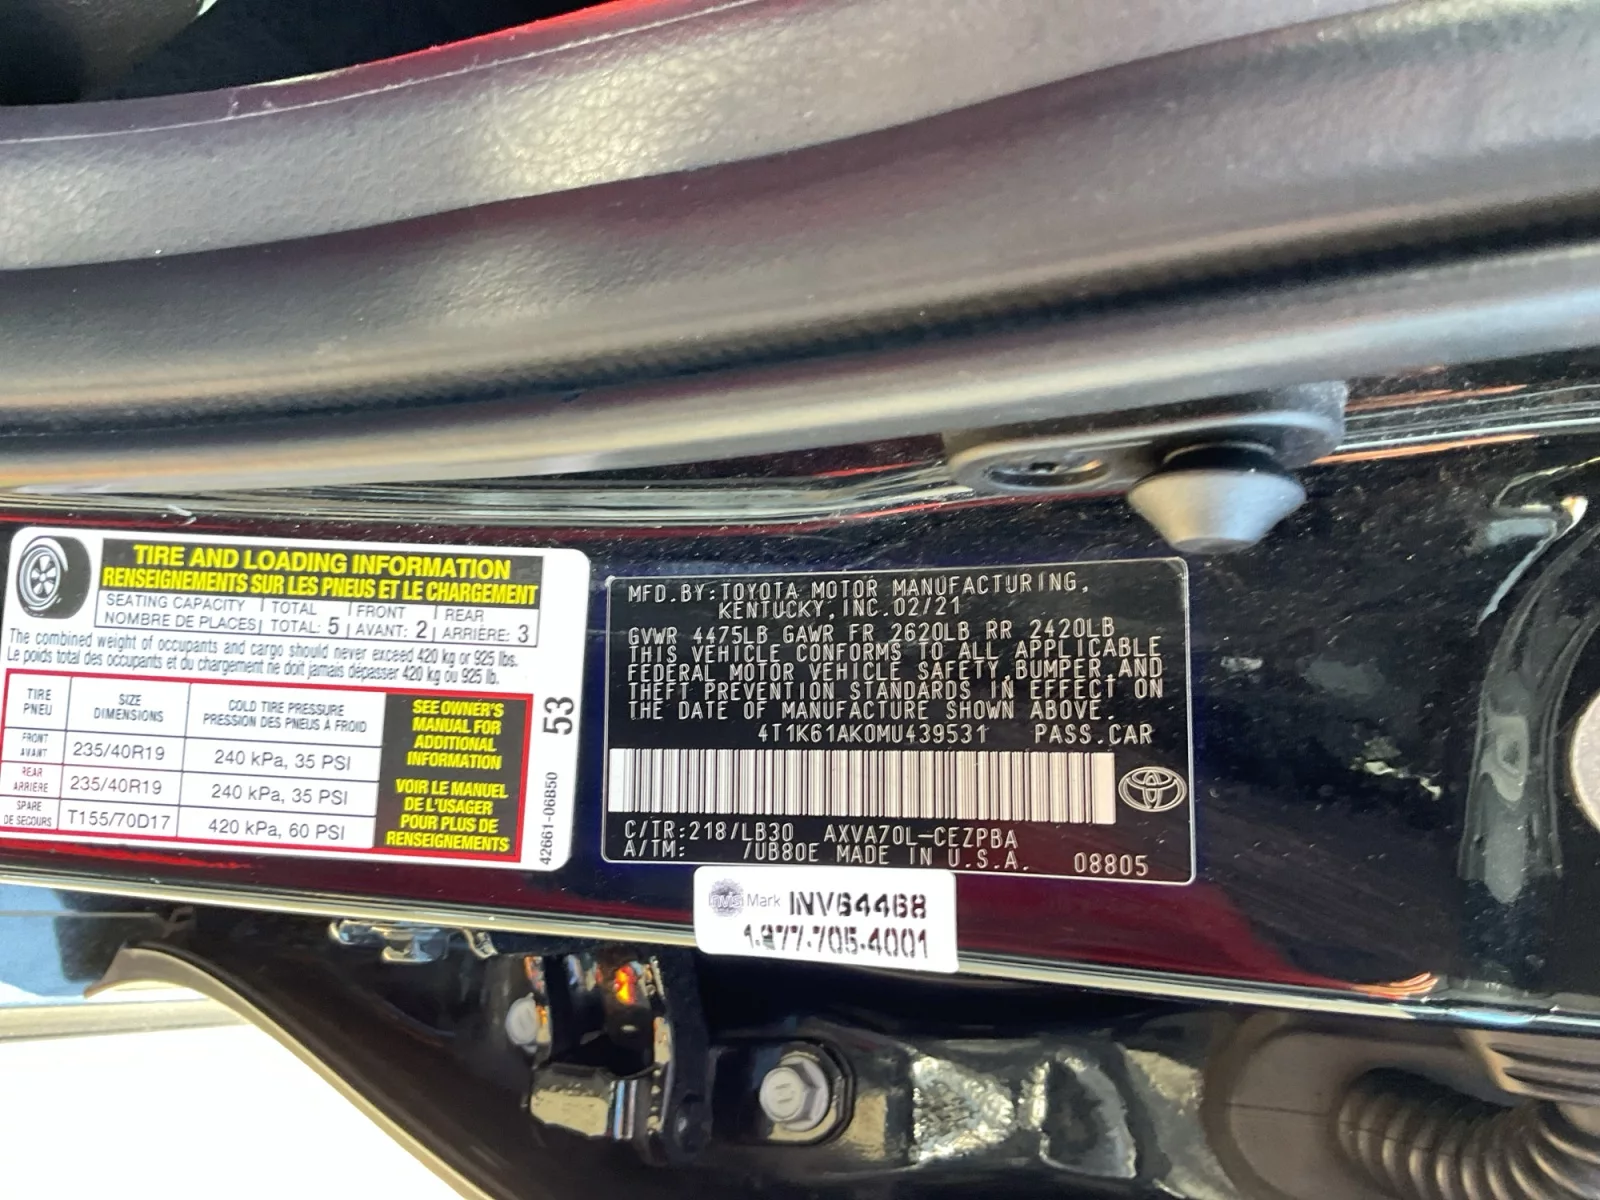 TIRE AND LOADING INFORMATION
RENSEIGNEMENTS SUR LES PNEUS ET LE CHARGEMENT
SEATING CAPACITY TOTAL FRONT REAR
NOMBRE DE PLACES TOTAL: 5 AVANT: 2 ARRIÈRE: 3
The combined weight of occupants and cargo should never exceed 420 kg or 925 lbs.
Le poids total des occupants et du chargement ne doit jamais dépasser 420 kg ou 925 lb.
TIRE SIZE COLD TIRE PRESSURE
PNEU DIMENSIONS PRESSION DES PNEUS À FROID
FRONT
AVANT 235/40R19 240 kPa, 35 PSI
REAR
ARRIÈRE 235/40R19 240 kPa, 35 PSI
SPARE
DE SECOURS T155/70D17 420 kPa, 60 PSI
SEE OWNER'S
MANUAL FOR
ADDITIONAL
INFORMATION
VOIR LE MANUEL
DE L'USAGER
POUR PLUS DE
RENSEIGNEMENTS
53
42661-06B50
MFD.BY:TOYOTA MOTOR MANUFACTURING,
KENTUCKY,INC.02/21
GVWR 4475LB GAWR FR 2620LB RR 2420LB
THIS VEHICLE CONFORMS TO ALL APPLICABLE
FEDERAL MOTOR VEHICLE SAFETY,BUMPER,AND
THEFT PREVENTION STANDARDS IN EFFECT ON
THE DATE OF MANUFACTURE SHOWN ABOVE.
4T1K61AK0MU439531 PASS.CAR
C/TR:218/LB30 AXVA70L-CEZPBA
A/TM: /UB80E MADE IN U.S.A. 08805
invis Mark INV64468
1-877-705-4001